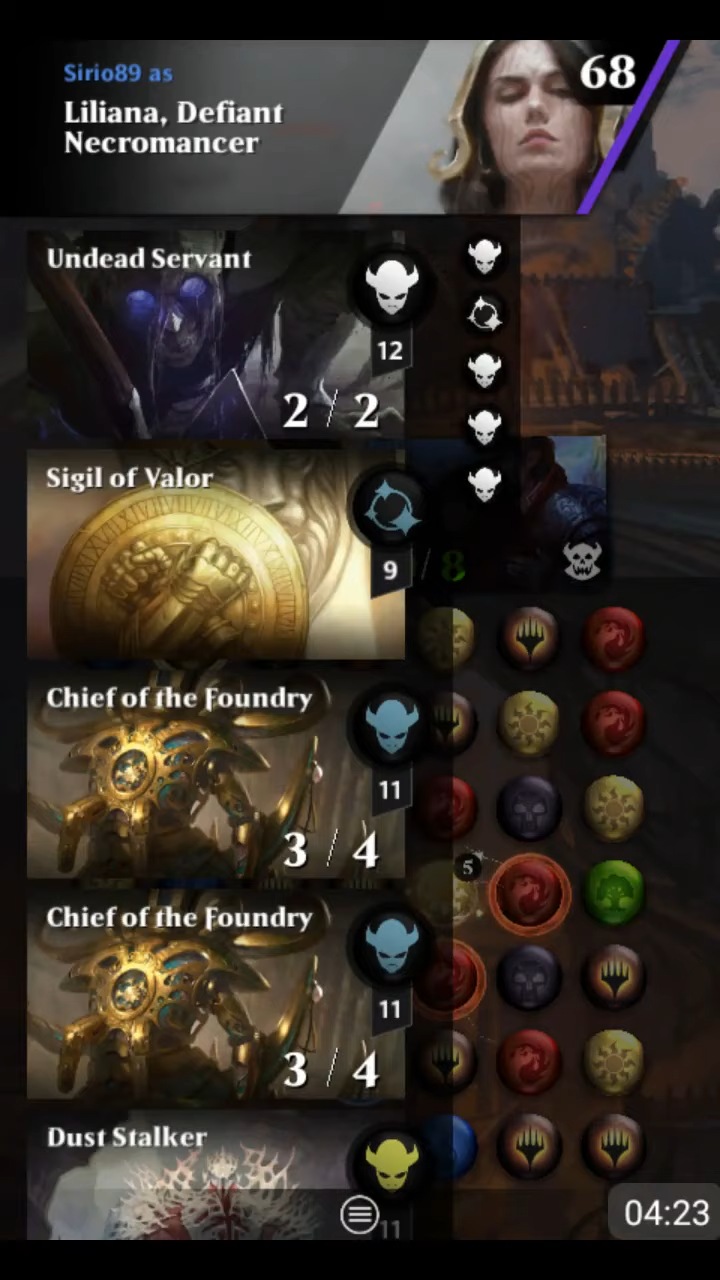 Sirio89 as
68
Liliana, Defiant
Necromancer
Undead Servant
12
2 / 2
Sigil of Valor
9
/ 8
Chief of the Foundry
11
3 / 4
5
Chief of the Foundry
11
3 / 4
Dust Stalker
11
04:23